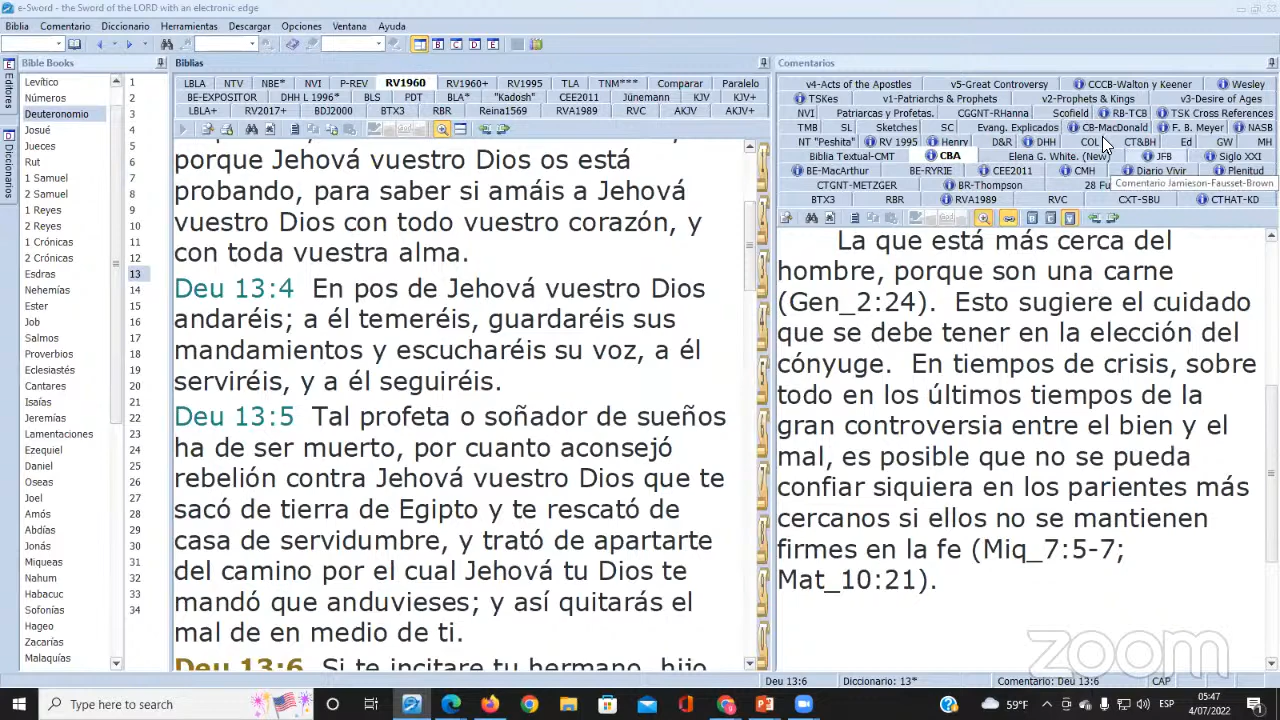 e-Sword - the Sword of the LORD with an electronic edge
Biblia Comentario Diccionario Herramientas Descargar Opciones Ventana Ayuda
B C D E
Editores
Diccionarios
Bible Books
Levítico
Números
Deuteronomio
Josué
Jueces
Rut
1 Samuel
2 Samuel
1 Reyes
2 Reyes
1 Crónicas
2 Crónicas
Esdras
Nehemías
Ester
Job
Salmos
Proverbios
Eclesiastés
Cantares
Isaías
Jeremías
Lamentaciones
Ezequiel
Daniel
Oseas
Joel
Amós
Abdías
Jonás
Miqueas
Nahum
Habacuc
Sofonías
Hageo
Zacarías
Malaquías
1
2
3
4
5
6
7
8
9
10
11
12
13
14
15
16
17
18
19
20
21
22
23
24
25
26
27
28
29
30
31
32
33
34
Biblias
LBLA NTV NBE* NVI P-REV RV1960 RV1960+ RV1995 TLA TNM*** Comparar Paralelo
BE-EXPOSITOR DHH L 1996* BLS PDT BLA* "Kadosh" CEE2011 Jünemann KJV KJV+
BTX RV2017+ BJD2000 BTX3 RBR Reina1569 RVA1989 RVC AKJV AKJV+
porque Jehová vuestro Dios os está
probando, para saber si amáis a Jehová
vuestro Dios con todo vuestro corazón, y
con toda vuestra alma.
Deu 13:4 En pos de Jehová vuestro Dios
andaréis; a él temeréis, guardaréis sus
mandamientos y escucharéis su voz, a él
serviréis, y a él seguiréis.
Deu 13:5 Tal profeta o soñador de sueños
ha de ser muerto, por cuanto aconsejó
rebelión contra Jehová vuestro Dios que te
sacó de tierra de Egipto y te rescató de
casa de servidumbre, y trató de apartarte
del camino por el cual Jehová tu Dios te
mandó que anduvieses; y así quitarás el
mal de en medio de ti.
Deu 13:6 Si te incitare tu hermano, hijo
Comentarios
v4-Acts of the Apostles v5-Great Controversy CCCB-Walton y Keener Wesley
TSKes v1-Patriarchs & Prophets v2-Prophets & Kings v3-Desire of Ages
NVI Patriarcas y Profetas. CGGNT-RHanna Scofield RB-TCB TSK Cross References
TMB SL Sketches SC Evang. Explicados CB-MacDonald F. B. Meyer NASB
NT "Peshita" RV 1995 Henry D&R DHH COL CT&BH Ed GW MH
Biblia Textual-CMT CBA Elena G. White. (New) JFB Siglo XXI
BE-MacArthur BE-RYRIE CEE2011 CMH Diario Vivir Plenitud
CTGNT-METZGER BR-Thompson 28 Fu Comentario Jamieson-Fausset-Brown
BTX3 RBR RVA1989 RVC CXT-SBU CTHAT-KD
La que está más cerca del
hombre, porque son una carne
(Gen_2:24). Esto sugiere el cuidado
que se debe tener en la elección del
cónyuge. En tiempos de crisis, sobre
todo en los últimos tiempos de la
gran controversia entre el bien y el
mal, es posible que no se pueda
confiar siquiera en los parientes más
cercanos si ellos no se mantienen
firmes en la fe (Miq_7:5-7;
Mat_10:21).
zoom
Deu 13:6 Diccionario: 13* Comentario: Deu 13:6 CAP
Type here to search
59°F ESP 05:47
4/07/2022